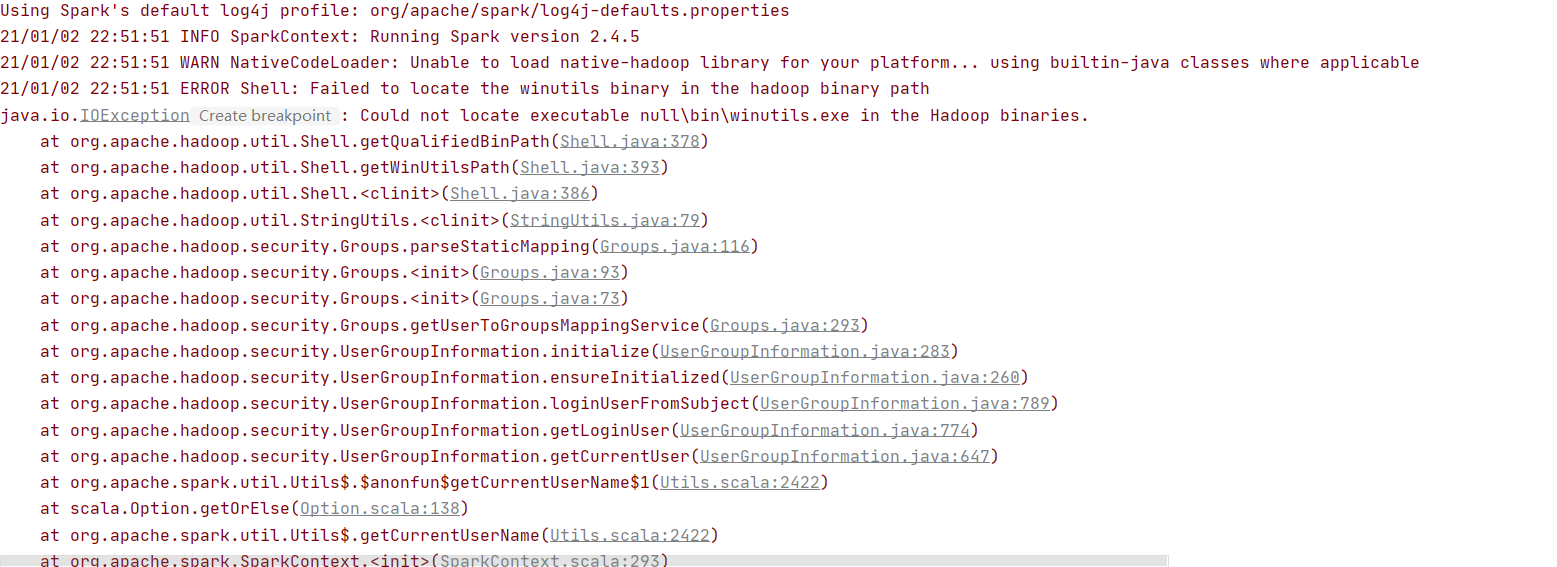 Using Spark's default log4j profile: org/apache/spark/log4j-defaults.properties
21/01/02 22:51:51 INFO SparkContext: Running Spark version 2.4.5
21/01/02 22:51:51 WARN NativeCodeLoader: Unable to load native-hadoop library for your platform... using builtin-java classes where applicable
21/01/02 22:51:51 ERROR Shell: Failed to locate the winutils binary in the hadoop binary path
java.io.IOException Create breakpoint : Could not locate executable null\bin\winutils.exe in the Hadoop binaries.
    at org.apache.hadoop.util.Shell.getQualifiedBinPath(Shell.java:378)
    at org.apache.hadoop.util.Shell.getWinUtilsPath(Shell.java:393)
    at org.apache.hadoop.util.Shell.<clinit>(Shell.java:386)
    at org.apache.hadoop.util.StringUtils.<clinit>(StringUtils.java:79)
    at org.apache.hadoop.security.Groups.parseStaticMapping(Groups.java:116)
    at org.apache.hadoop.security.Groups.<init>(Groups.java:93)
    at org.apache.hadoop.security.Groups.<init>(Groups.java:73)
    at org.apache.hadoop.security.Groups.getUserToGroupsMappingService(Groups.java:293)
    at org.apache.hadoop.security.UserGroupInformation.initialize(UserGroupInformation.java:283)
    at org.apache.hadoop.security.UserGroupInformation.ensureInitialized(UserGroupInformation.java:260)
    at org.apache.hadoop.security.UserGroupInformation.loginUserFromSubject(UserGroupInformation.java:789)
    at org.apache.hadoop.security.UserGroupInformation.getLoginUser(UserGroupInformation.java:774)
    at org.apache.hadoop.security.UserGroupInformation.getCurrentUser(UserGroupInformation.java:647)
    at org.apache.spark.util.Utils$.$anonfun$getCurrentUserName$1(Utils.scala:2422)
    at scala.Option.getOrElse(Option.scala:138)
    at org.apache.spark.util.Utils$.getCurrentUserName(Utils.scala:2422)
    at org.apache.spark.SparkContext.<init>(SparkContext.scala:293)